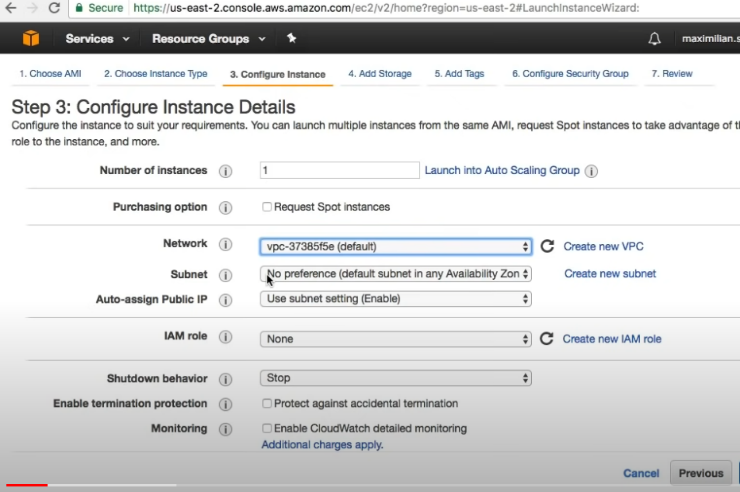 Secure https://us-east-2.console.aws.amazon.com/ec2/v2/home?region=us-east-2#LaunchInstanceWizard:
Services Resource Groups maximilian.s
1. Choose AMI 2. Choose Instance Type 3. Configure Instance 4. Add Storage 5. Add Tags 6. Configure Security Group 7. Review
Step 3: Configure Instance Details
Configure the instance to suit your requirements. You can launch multiple instances from the same AMI, request Spot instances to take advantage of
role to the instance, and more.
Number of instances 1 Launch into Auto Scaling Group
Purchasing option Request Spot instances
Network vpc-37385f5e (default) Create new VPC
Subnet No preference (default subnet in any Availability Zon Create new subnet
Auto-assign Public IP Use subnet setting (Enable)
IAM role None Create new IAM role
Shutdown behavior Stop
Enable termination protection Protect against accidental termination
Monitoring Enable CloudWatch detailed monitoring
Additional charges apply.
Cancel Previous